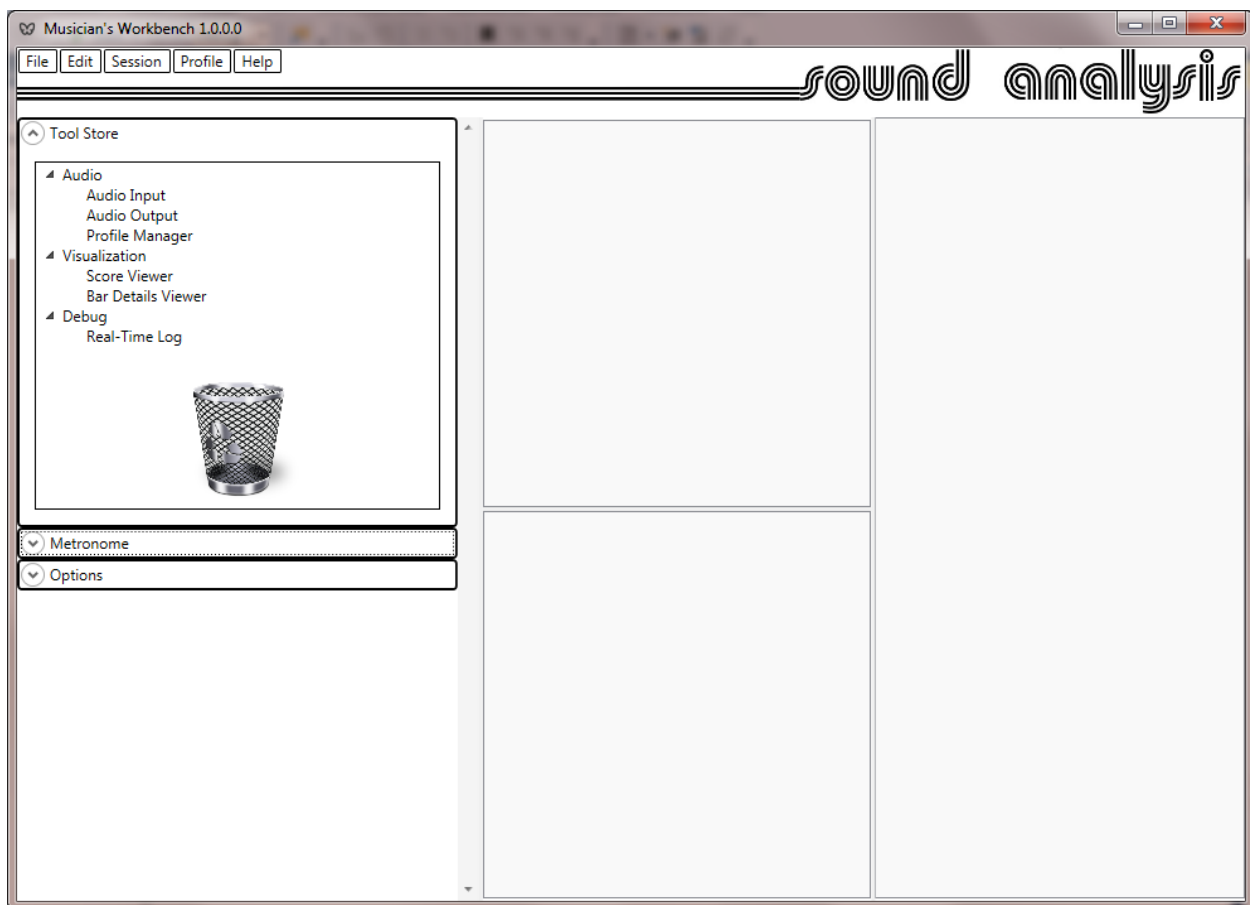 Musician's Workbench 1.0.0.0
File Edit Session Profile Help
sound analysis
Tool Store
Audio
Audio Input
Audio Output
Profile Manager
Visualization
Score Viewer
Bar Details Viewer
Debug
Real-Time Log
Metronome
Options